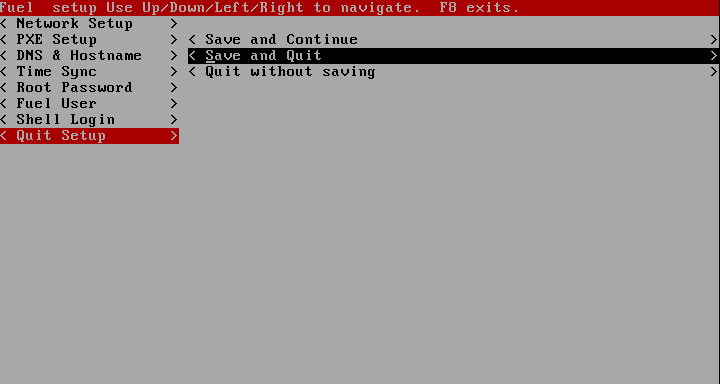 Fuel  setup Use Up/Down/Left/Right to navigate.  F8 exits.
< Network Setup    >
< PXE Setup        > < Save and Continue                                        >
< DNS & Hostname   > < Save and Quit                                            >
< Time Sync        > < Quit without saving                                      >
< Root Password    >
< Fuel User        >
< Shell Login      >
< Quit Setup       >